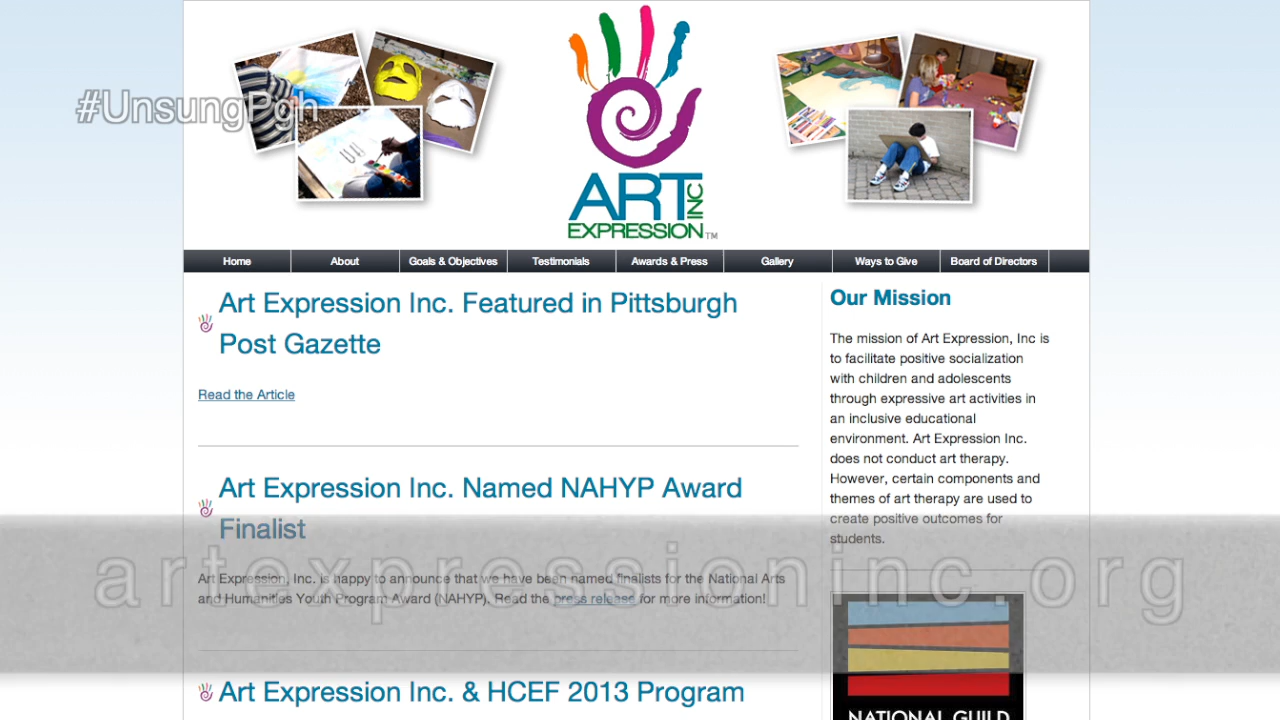 #UnsungPgh
ART INC
EXPRESSION™
Home About Goals & Objectives Testimonials Awards & Press Gallery Ways to Give Board of Directors
Art Expression Inc. Featured in Pittsburgh
Post Gazette
Read the Article
Art Expression Inc. Named NAHYP Award
Finalist
Art Expression, Inc. is happy to announce that we have been named finalists for the National Arts
and Humanities Youth Program Award (NAHYP). Read the press release for more information!
Art Expression Inc. & HCEF 2013 Program
Our Mission
The mission of Art Expression, Inc is
to facilitate positive socialization
with children and adolescents
through expressive art activities in
an inclusive educational
environment. Art Expression Inc.
does not conduct art therapy.
However, certain components and
themes of art therapy are used to
create positive outcomes for
students.
NATIONAL GUILD
artexpressioninc.org